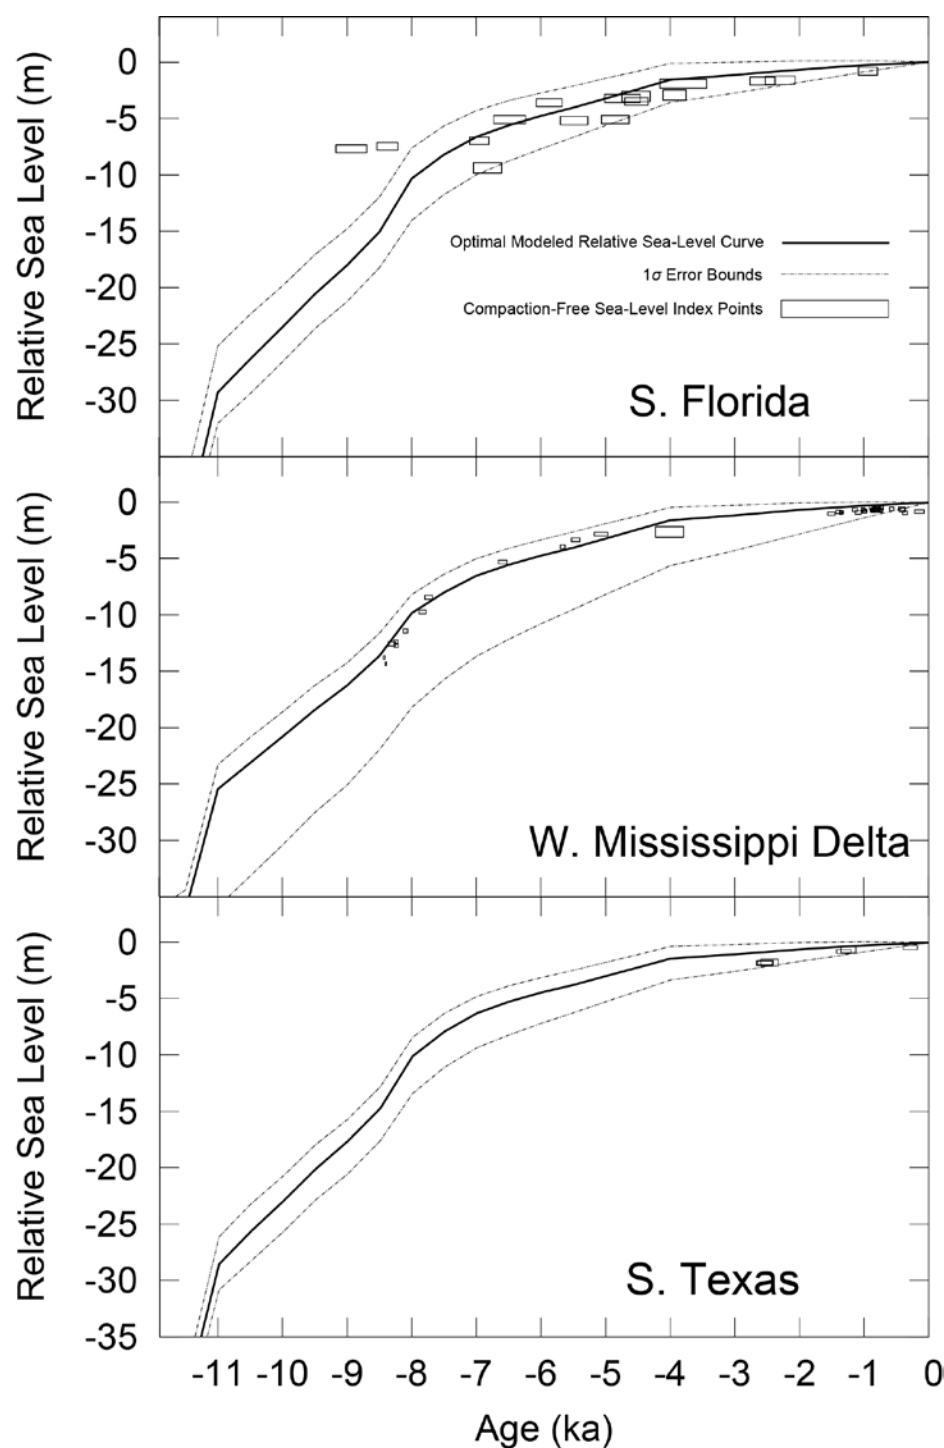 Relative Sea Level (m)
0
-5
-10
-15
-20
-25
-30
Optimal Modeled Relative Sea-Level Curve
1σ Error Bounds
Compaction-Free Sea-Level Index Points
S. Florida
Relative Sea Level (m)
0
-5
-10
-15
-20
-25
-30
W. Mississippi Delta
Relative Sea Level (m)
0
-5
-10
-15
-20
-25
-30
-35
S. Texas
-11 -10 -9 -8 -7 -6 -5 -4 -3 -2 -1 0
Age (ka)